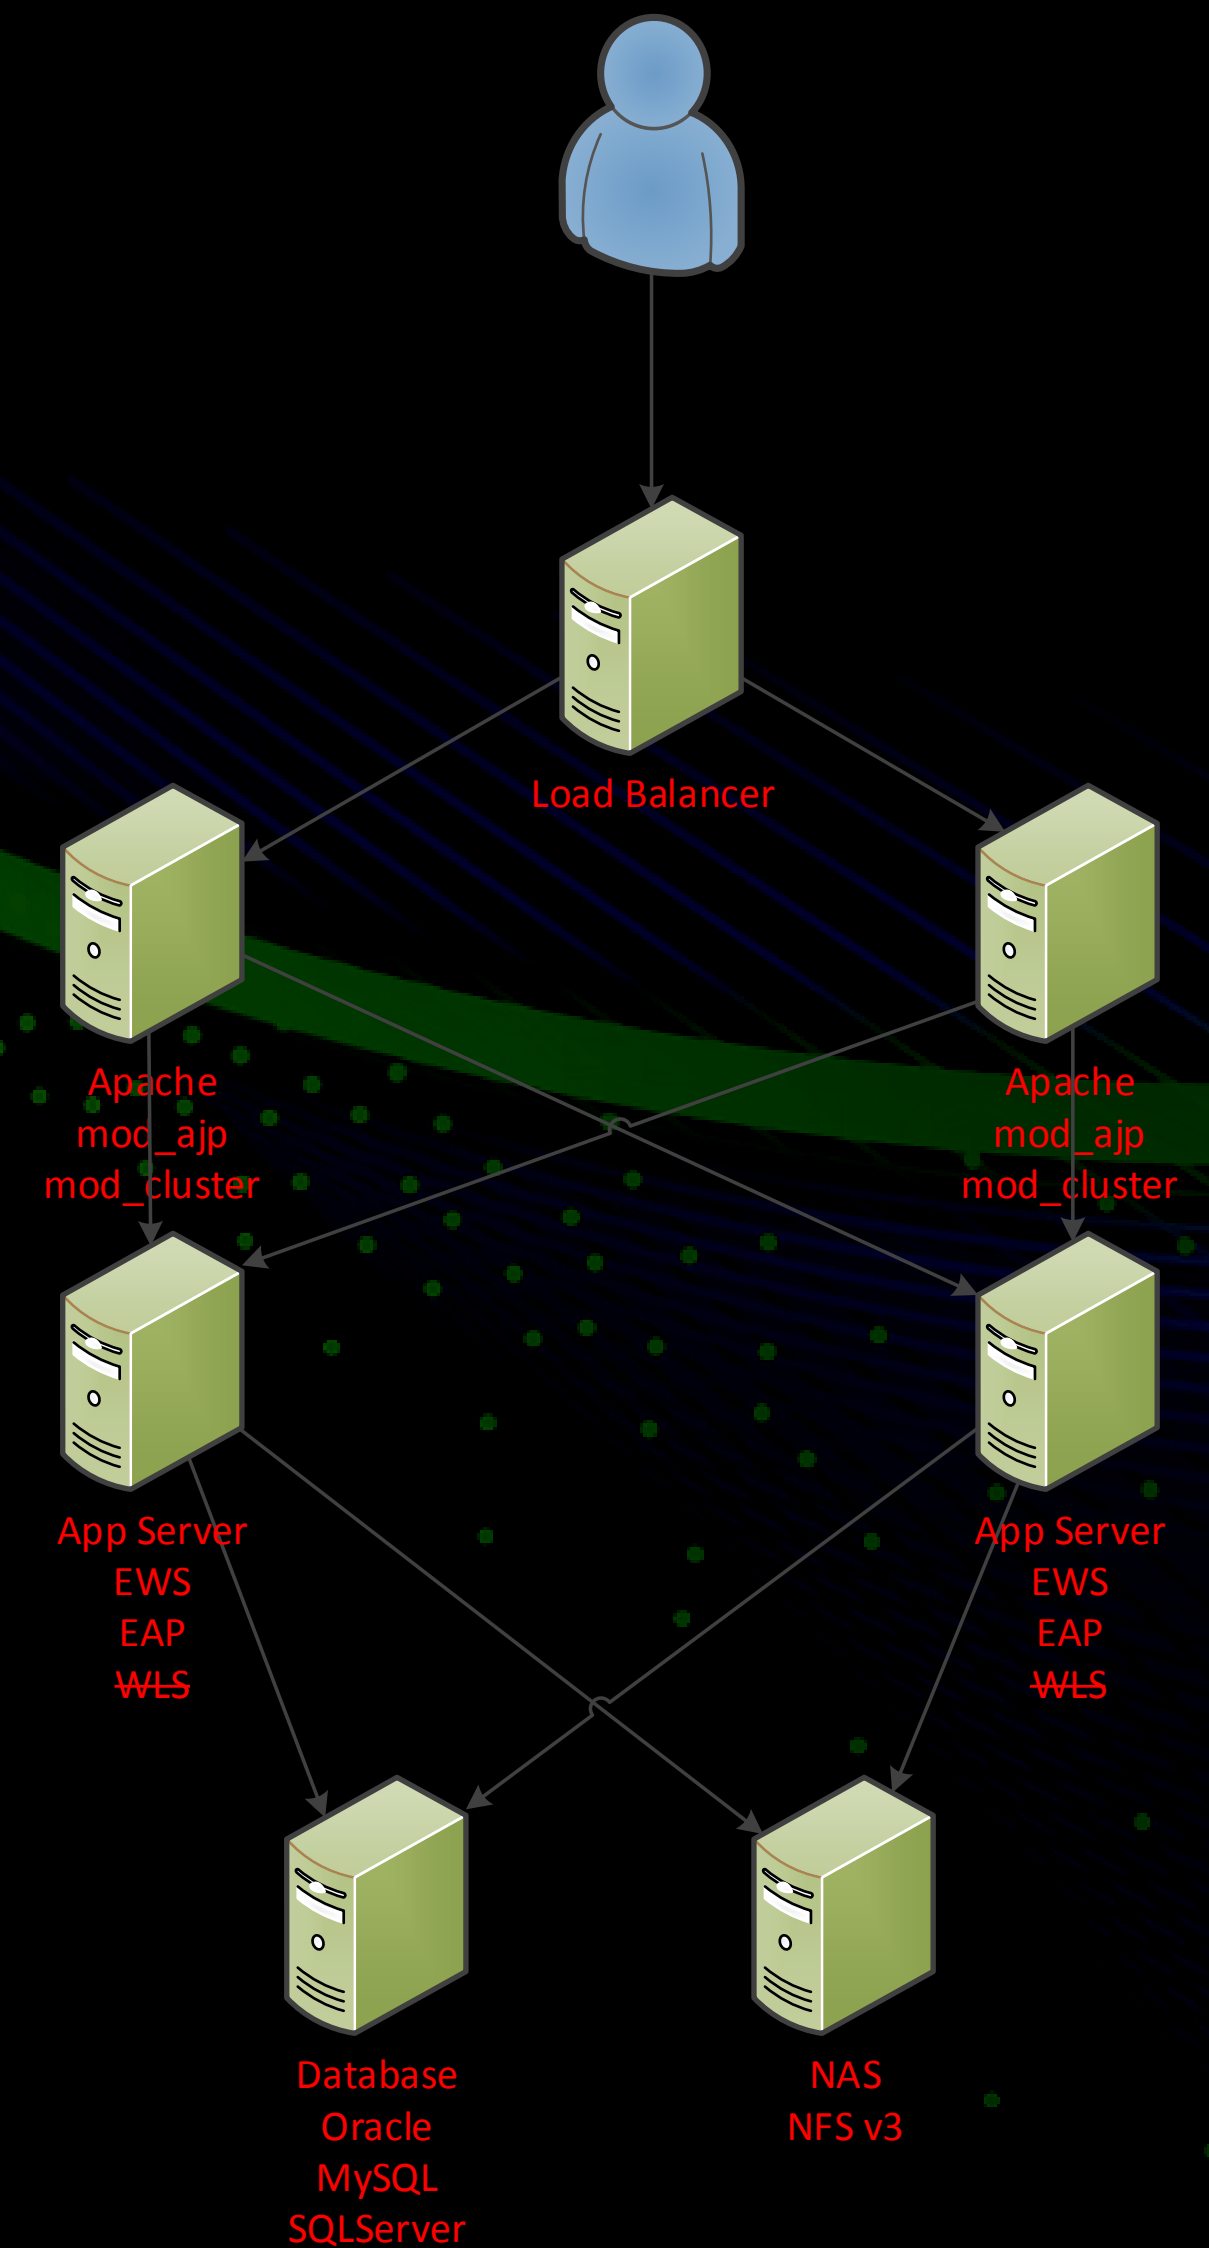 Load Balancer
Apache
mod_ajp
mod_cluster
Apache
mod_ajp
mod_cluster
App Server
EWS
EAP
WLS
App Server
EWS
EAP
WLS
Database
Oracle
MySQL
SQLServer
NAS
NFS v3